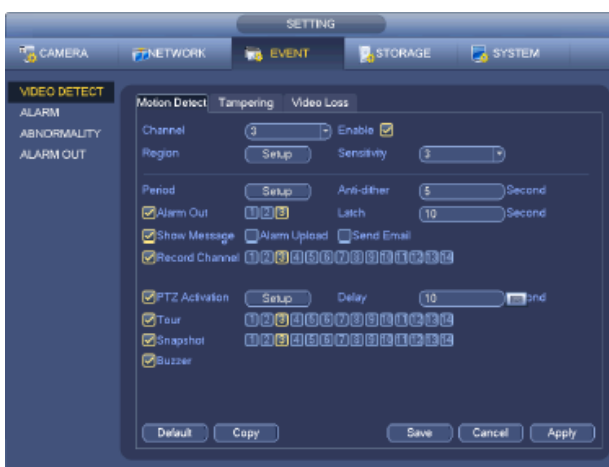 SETTING
CAMERA NETWORK EVENT STORAGE SYSTEM
VIDEO DETECT
ALARM
ABNORMALITY
ALARM OUT
Motion Detect Tampering Video Loss
Channel 3 Enable
Region Setup Sensitivity 3
Period Setup Anti-dither 5 Second
Alarm Out 1 2 3 Latch 10 Second
Show Message Alarm Upload Send Email
Record Channel 1 2 3 4 5 6 7 8 9 10 11 12 13 14
PTZ Activation Setup Delay 10 ond
Tour 1 2 3 4 5 6 7 8 9 10 11 12 13 14
Snapshot 1 2 3 4 5 6 7 8 9 10 11 12 13 14
Buzzer
Default Copy Save Cancel Apply